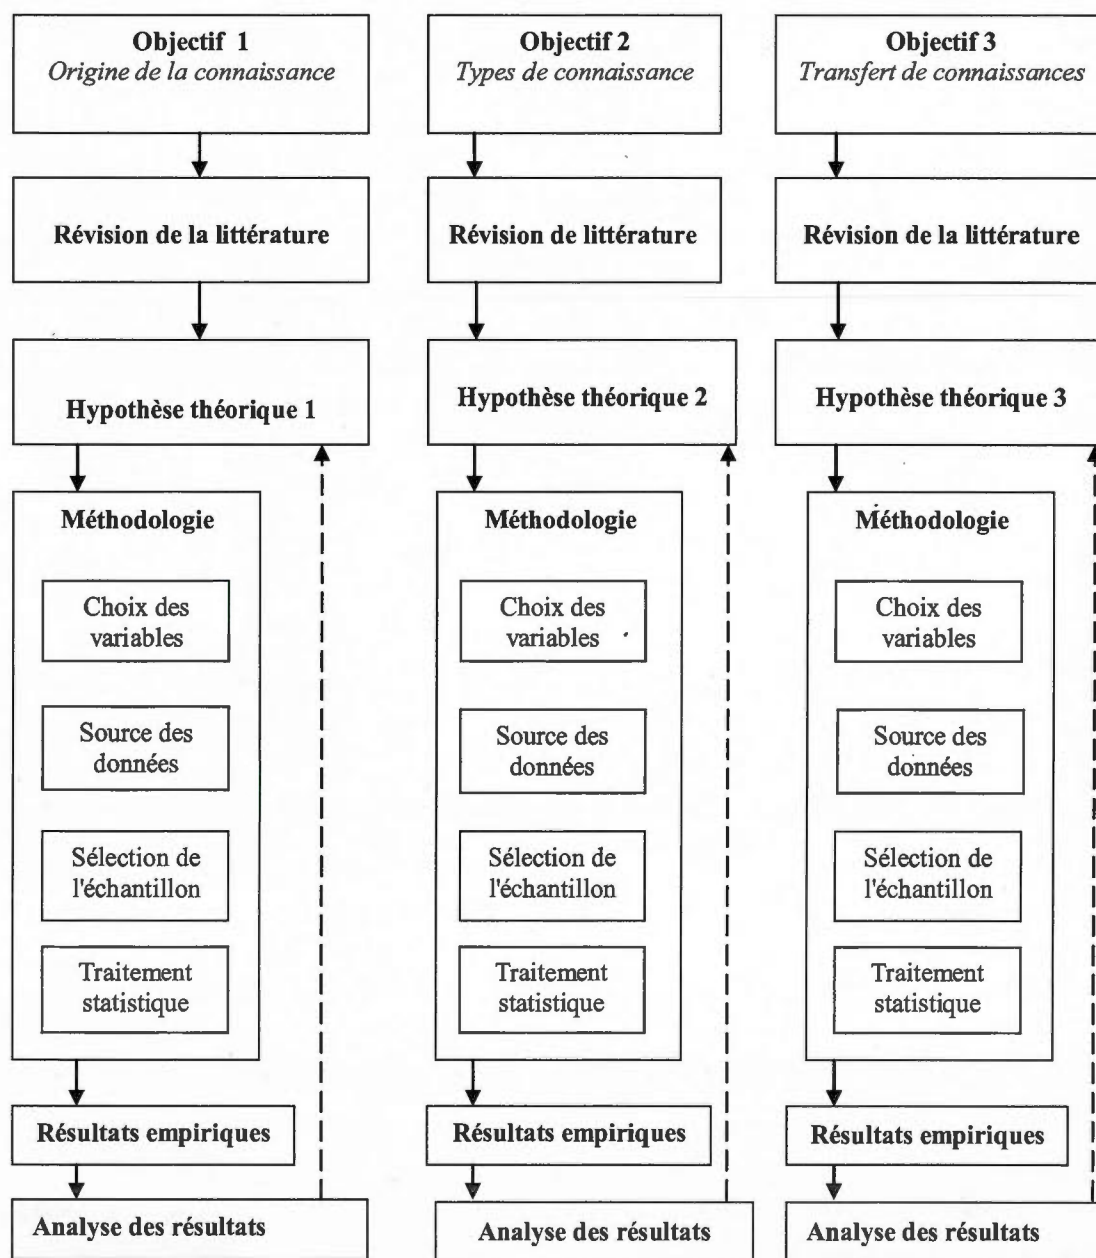 Objectif 1
Origine de la connaissance
Révision de la littérature
Hypothèse théorique 1
Méthodologie
Choix des
variables
Source des
données
Sélection de
l'échantillon
Traitement
statistique
Résultats empiriques
Analyse des résultats
Objectif 2
Types de connaissance
Révision de littérature
Hypothèse théorique 2
Méthodologie
Choix des
variables
Source des
données
Sélection de
l'échantillon
Traitement
statistique
Résultats empiriques
Analyse des résultats
Objectif 3
Transfert de connaissances
Révision de la littérature
Hypothèse théorique 3
Méthodologie
Choix des
variables
Source des
données
Sélection de
l'échantillon
Traitement
statistique
Résultats empiriques
Analyse des résultats